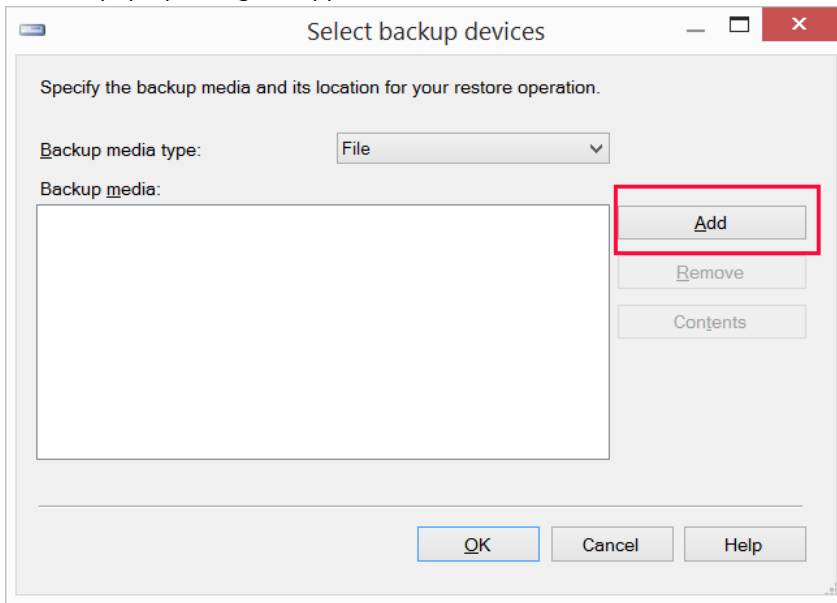 Select backup devices
Specify the backup media and its location for your restore operation.
Backup media type:
File
Backup media:
Add
Remove
Contents
OK
Cancel
Help